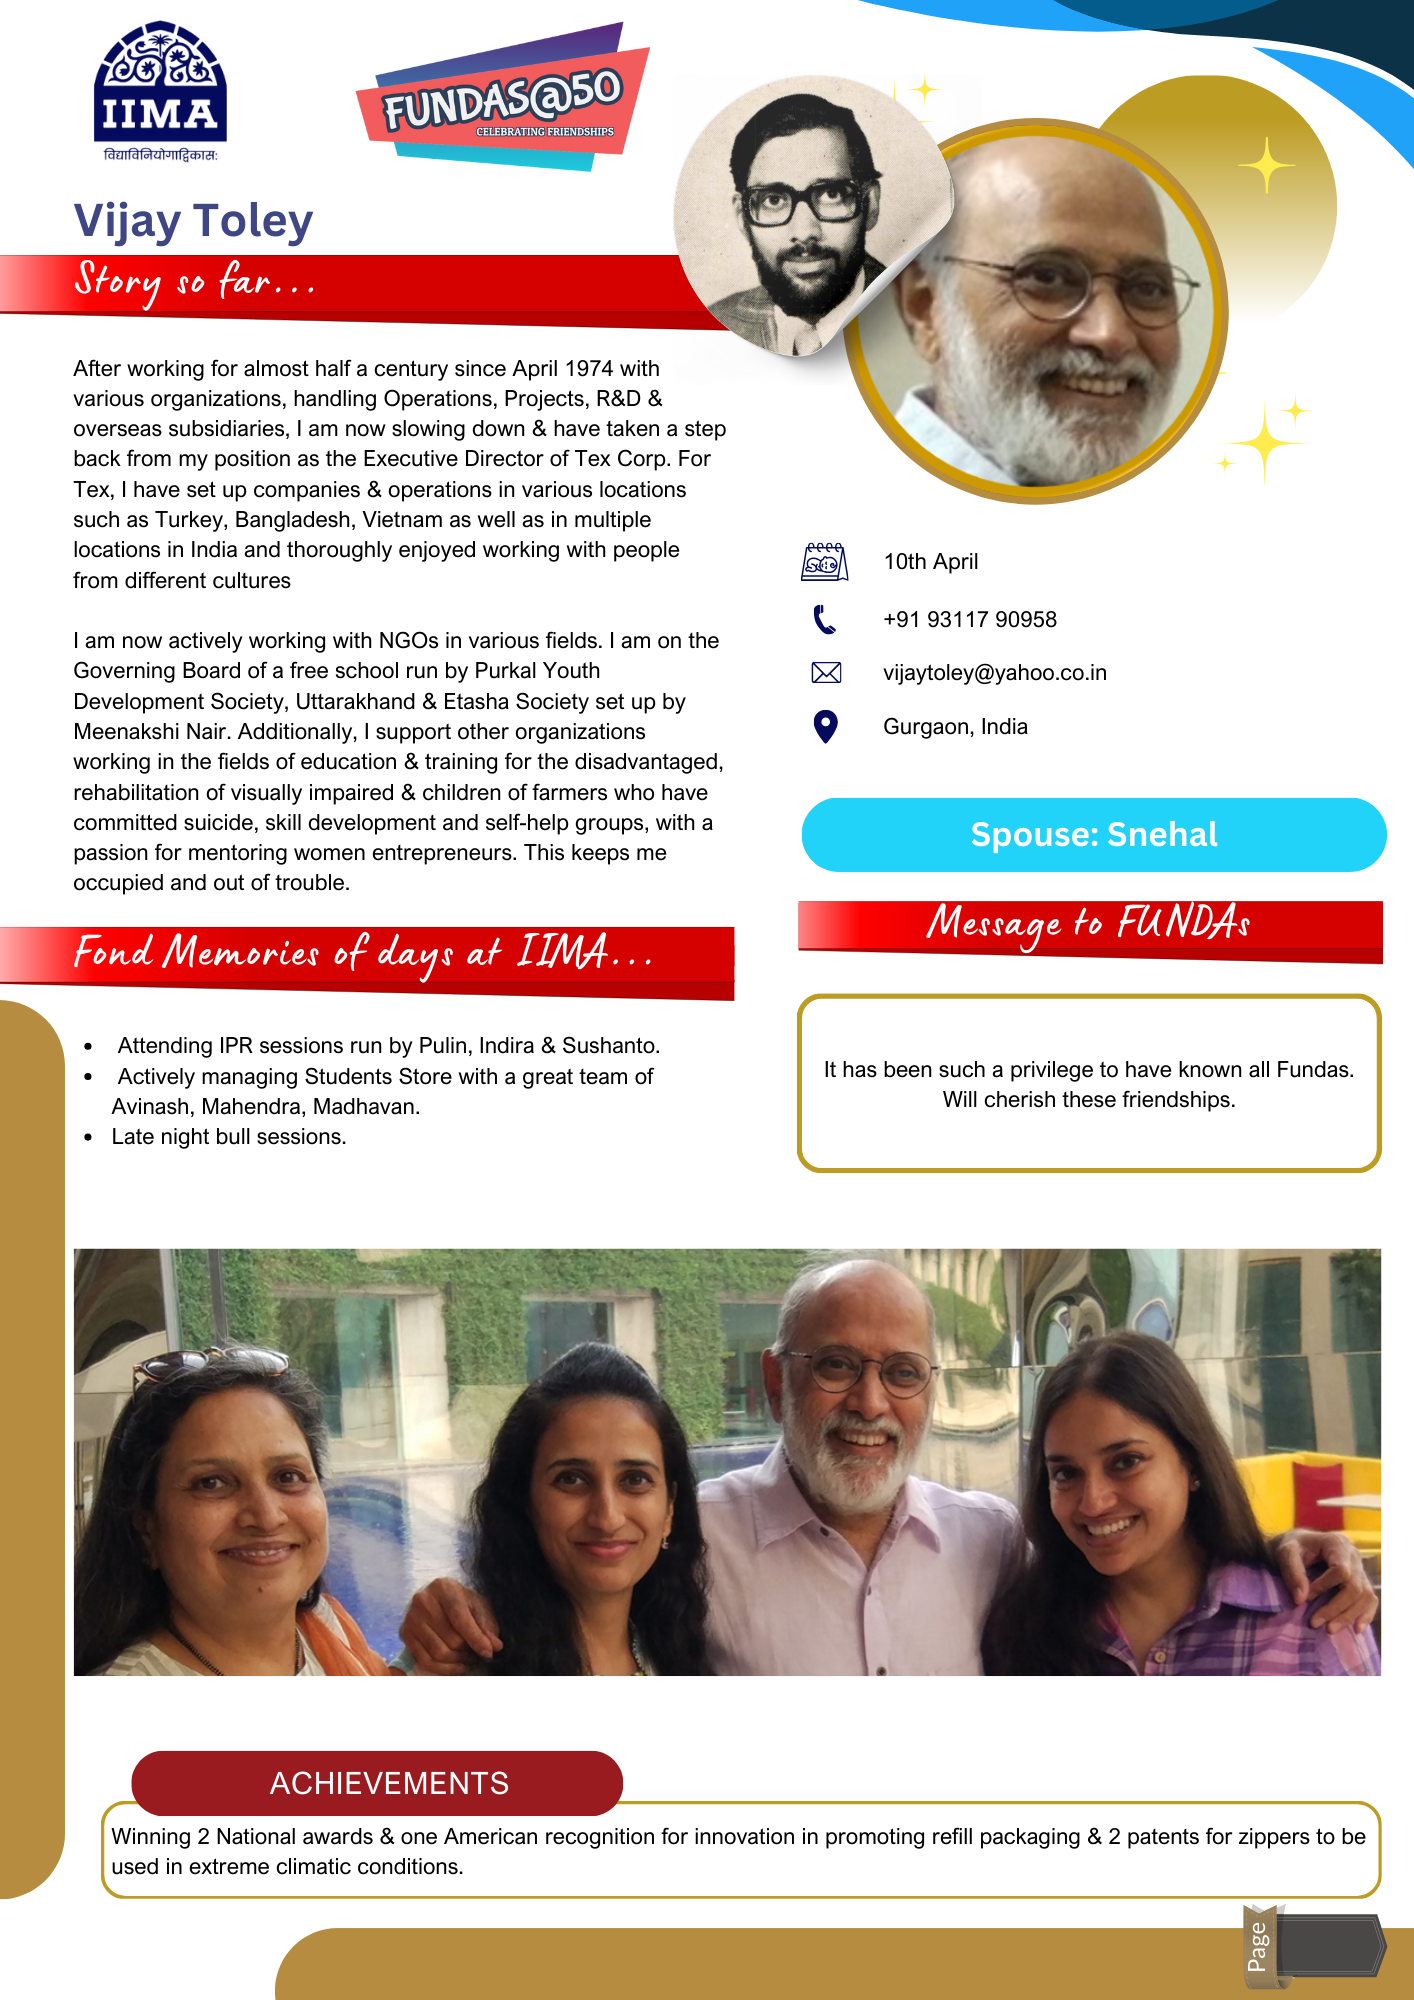 IIMA
विद्याविनियोगाद्विकास:
FUNDAS@50
CELEBRATING FRIENDSHIPS
Vijay Toley
Story so far...
After working for almost half a century since April 1974 with
various organizations, handling Operations, Projects, R&D &
overseas subsidiaries, I am now slowing down & have taken a step
back from my position as the Executive Director of Tex Corp. For
Tex, I have set up companies & operations in various locations
such as Turkey, Bangladesh, Vietnam as well as in multiple
locations in India and thoroughly enjoyed working with people
from different cultures
I am now actively working with NGOs in various fields. I am on the
Governing Board of a free school run by Purkal Youth
Development Society, Uttarakhand & Etasha Society set up by
Meenakshi Nair. Additionally, I support other organizations
working in the fields of education & training for the disadvantaged,
rehabilitation of visually impaired & children of farmers who have
committed suicide, skill development and self-help groups, with a
passion for mentoring women entrepreneurs. This keeps me
occupied and out of trouble.
10th April
+91 93117 90958
vijaytoley@yahoo.co.in
Gurgaon, India
Spouse: Snehal
Fond Memories of days at IIMA...
• Attending IPR sessions run by Pulin, Indira & Sushanto.
• Actively managing Students Store with a great team of
Avinash, Mahendra, Madhavan.
• Late night bull sessions.
Message to FUNDAs
It has been such a privilege to have known all Fundas.
Will cherish these friendships.
ACHIEVEMENTS
Winning 2 National awards & one American recognition for innovation in promoting refill packaging & 2 patents for zippers to be
used in extreme climatic conditions.
Page